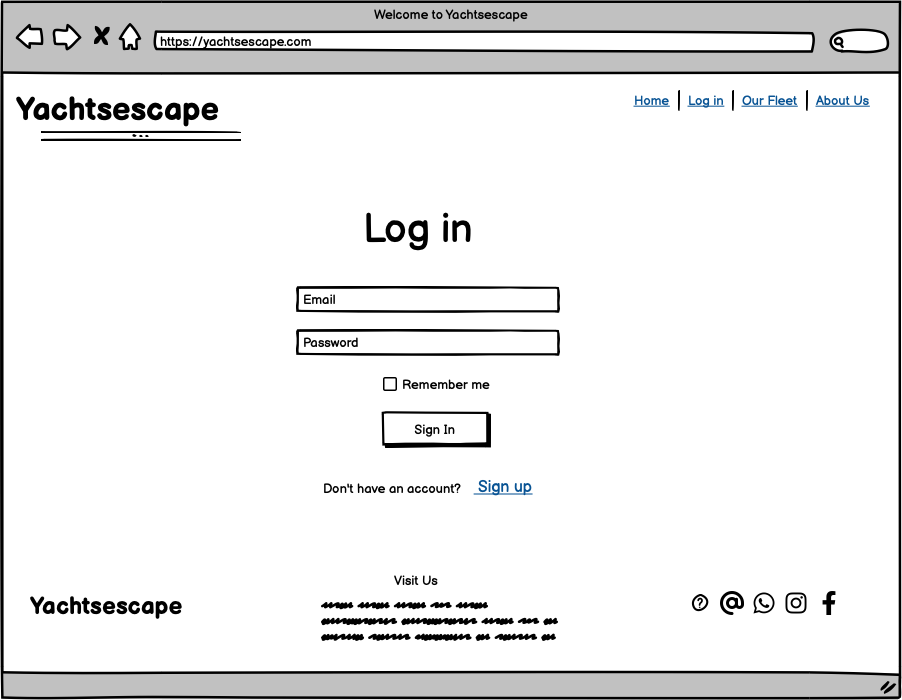 Welcome to Yachtsescape
https://yachtsescape.com
Yachtsescape
Home | Log in | Our Fleet | About Us
Log in
Email
Password
Remember me
Sign In
Don't have an account? Sign up
Visit Us
Yachtsescape